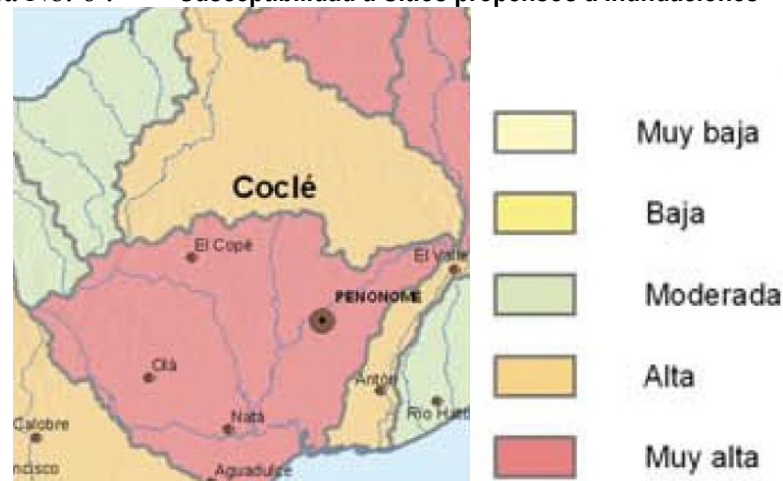 Susceptibilidad a Sitios propensos a Inundaciones
Coclé
El Copé
El Valle
PENONOME
Olá
Antón
Natá
Río Hato
Calobre
Aguadulce
Muy baja
Baja
Moderada
Alta
Muy alta